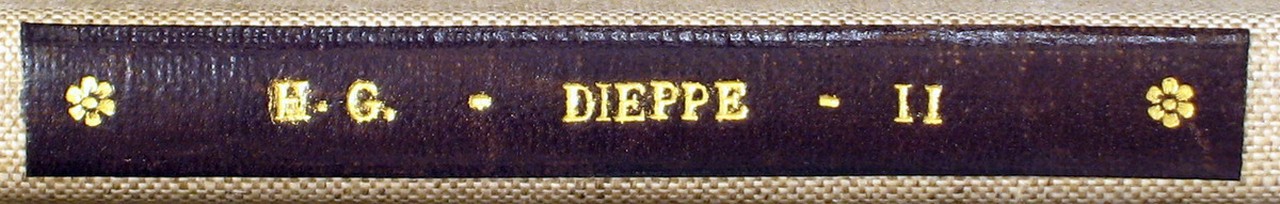 H. G. - DIEPPE - II